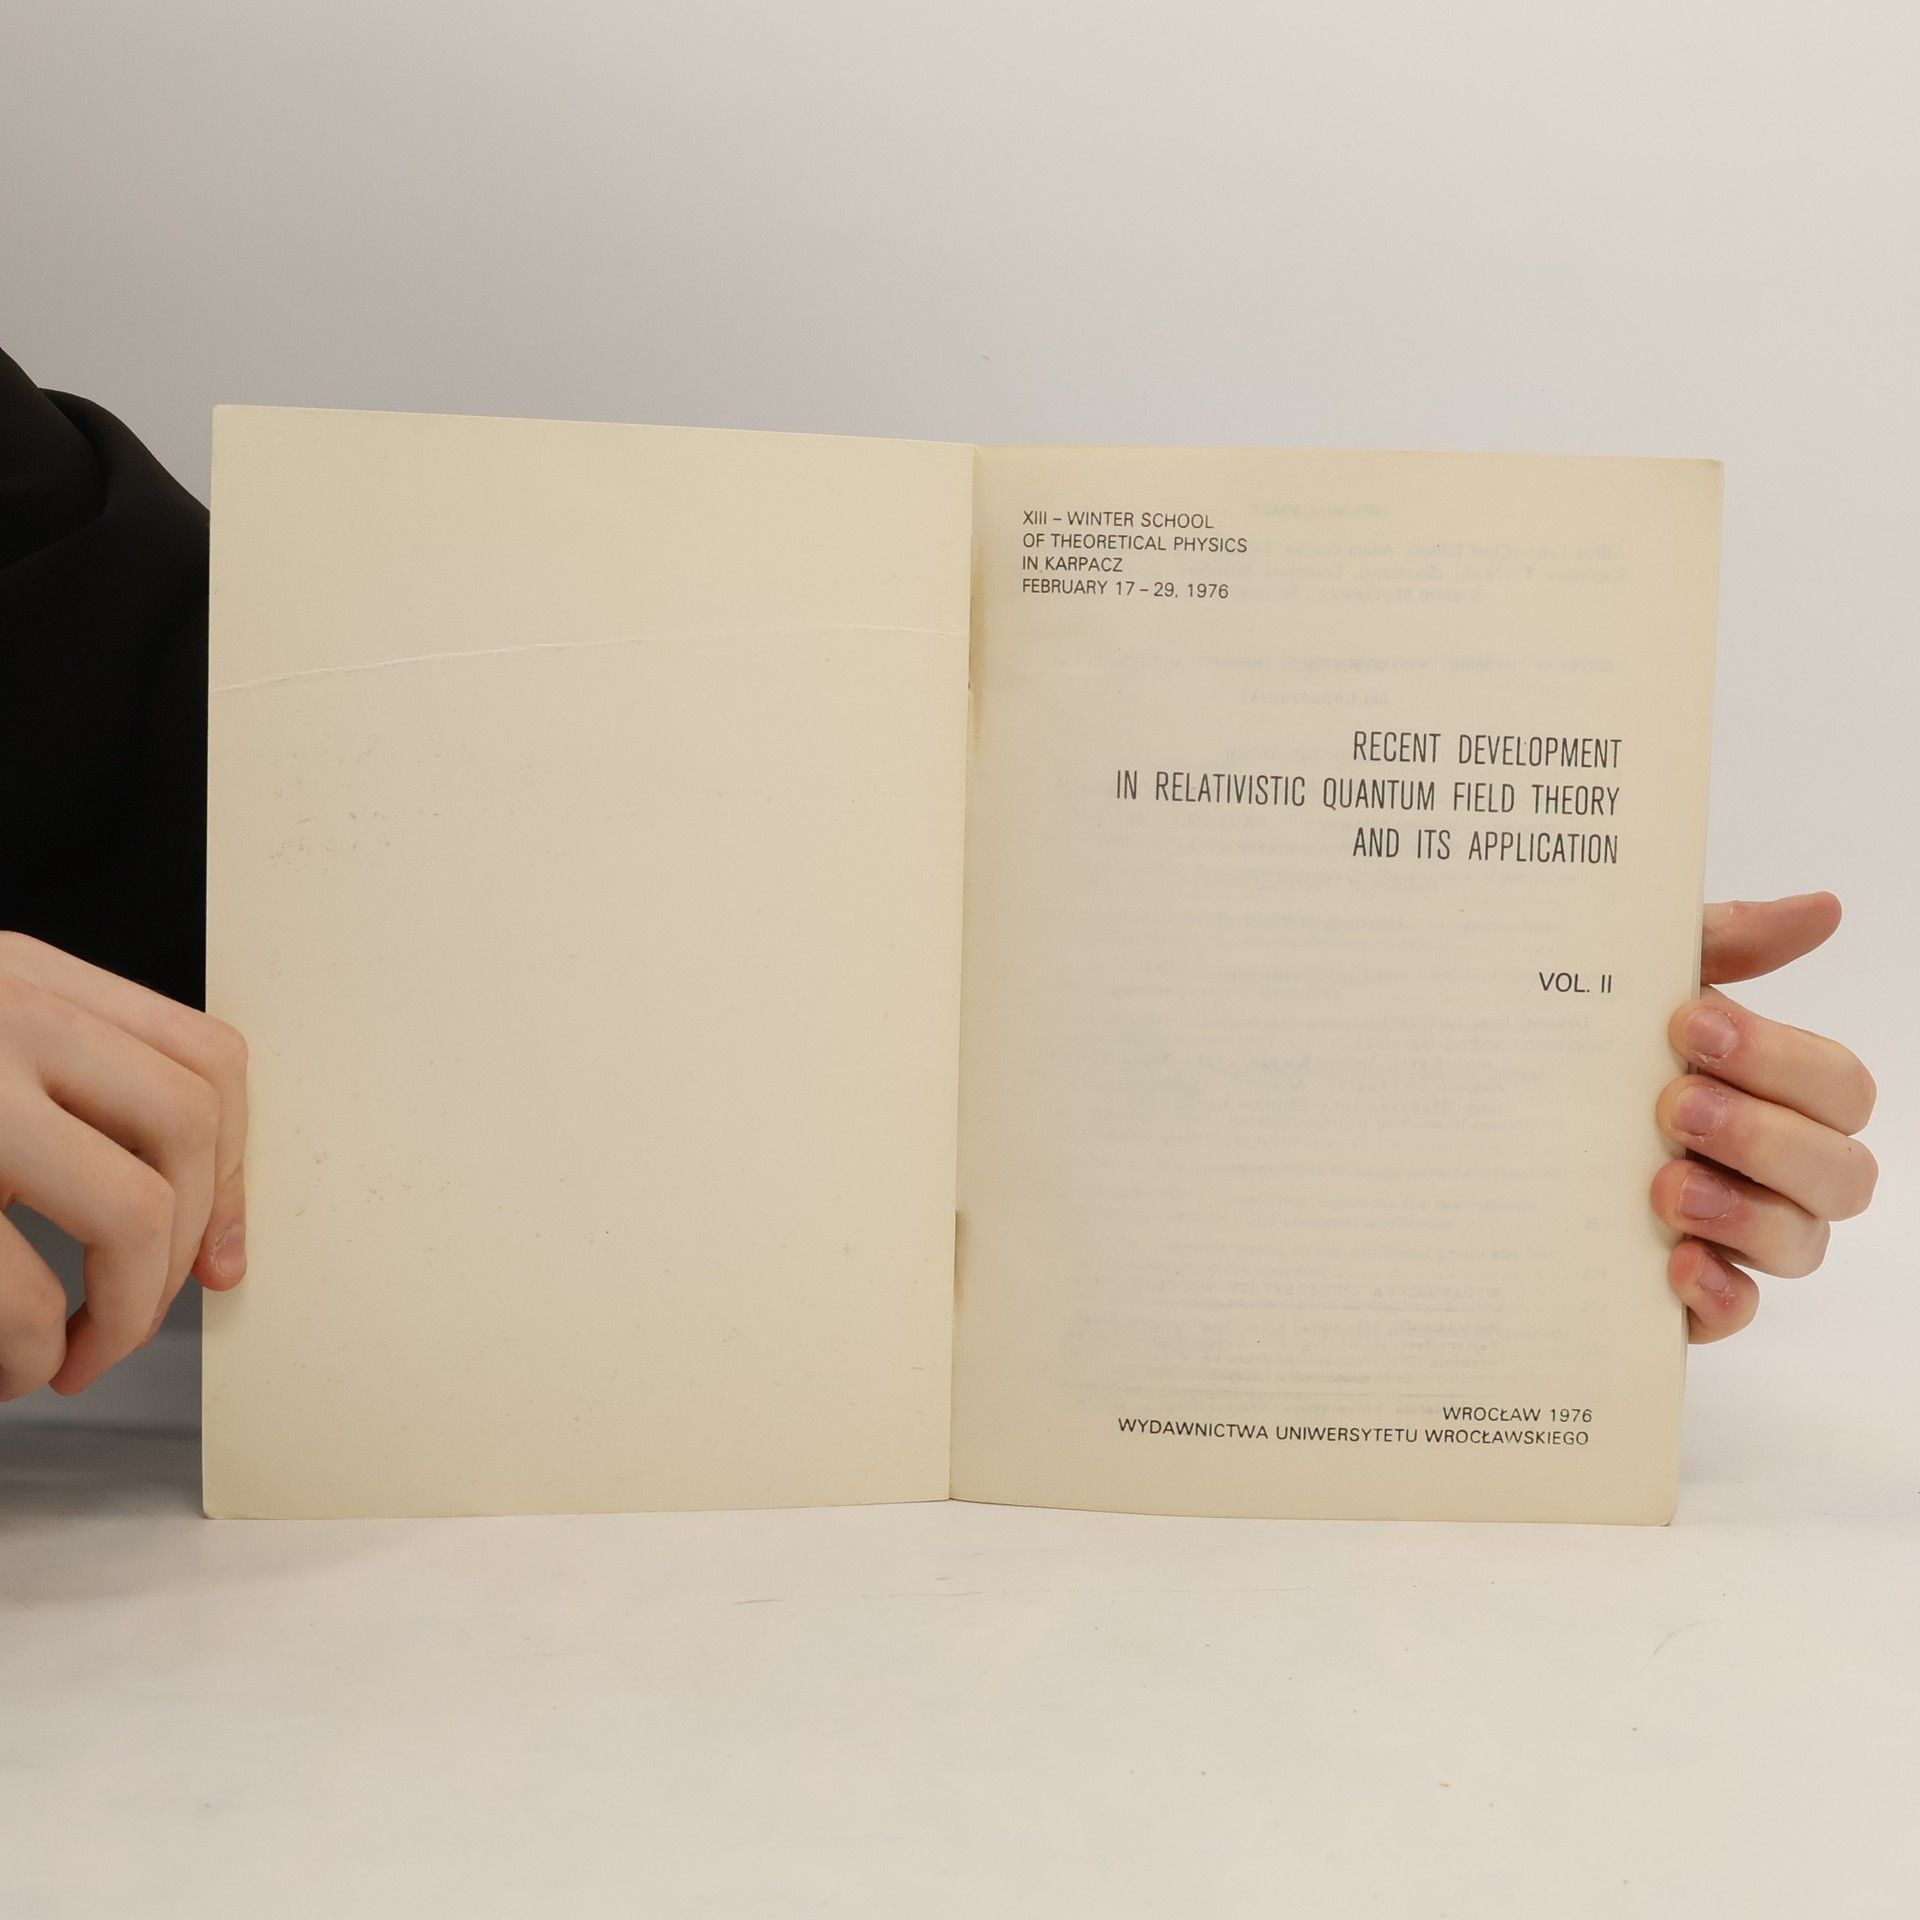 XIII – WINTER SCHOOL
OF THEORETICAL PHYSICS
IN KARPACZ
FEBRUARY 17 – 29, 1976
RECENT DEVELOPMENT
IN RELATIVISTIC QUANTUM FIELD THEORY
AND ITS APPLICATION
VOL. II
WROCŁAW 1976
WYDAWNICTWA UNIWERSYTETU WROCŁAWSKIEGO